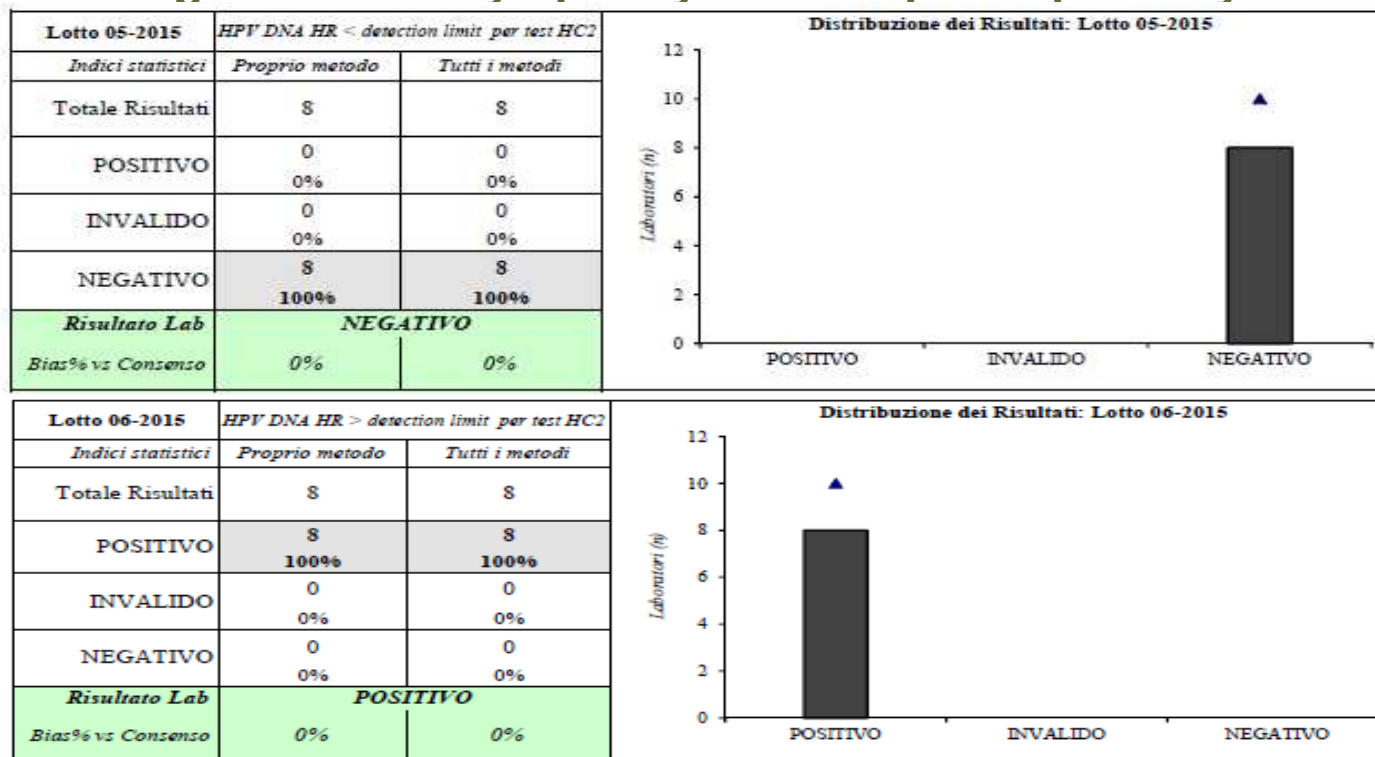 Lotto 05-2015 HPV DNA HR < detection limit per test HC2
Indici statistici Proprio metodo Tutti i metodi
Totale Risultati 8 8
POSITIVO 0 0
0% 0%
INVALIDO 0 0
0% 0%
NEGATIVO 8 8
100% 100%
Risultato Lab NEGATIVO
Bias% vs Consenso 0% 0%
Distribuzione dei Risultati: Lotto 05-2015
Laboratori (n)
12
10
8
6
4
2
0
POSITIVO INVALIDO NEGATIVO
Lotto 06-2015 HPV DNA HR > detection limit per test HC2
Indici statistici Proprio metodo Tutti i metodi
Totale Risultati 8 8
POSITIVO 8 8
100% 100%
INVALIDO 0 0
0% 0%
NEGATIVO 0 0
0% 0%
Risultato Lab POSITIVO
Bias% vs Consenso 0% 0%
Distribuzione dei Risultati: Lotto 06-2015
Laboratori (n)
12
10
8
6
4
2
0
POSITIVO INVALIDO NEGATIVO